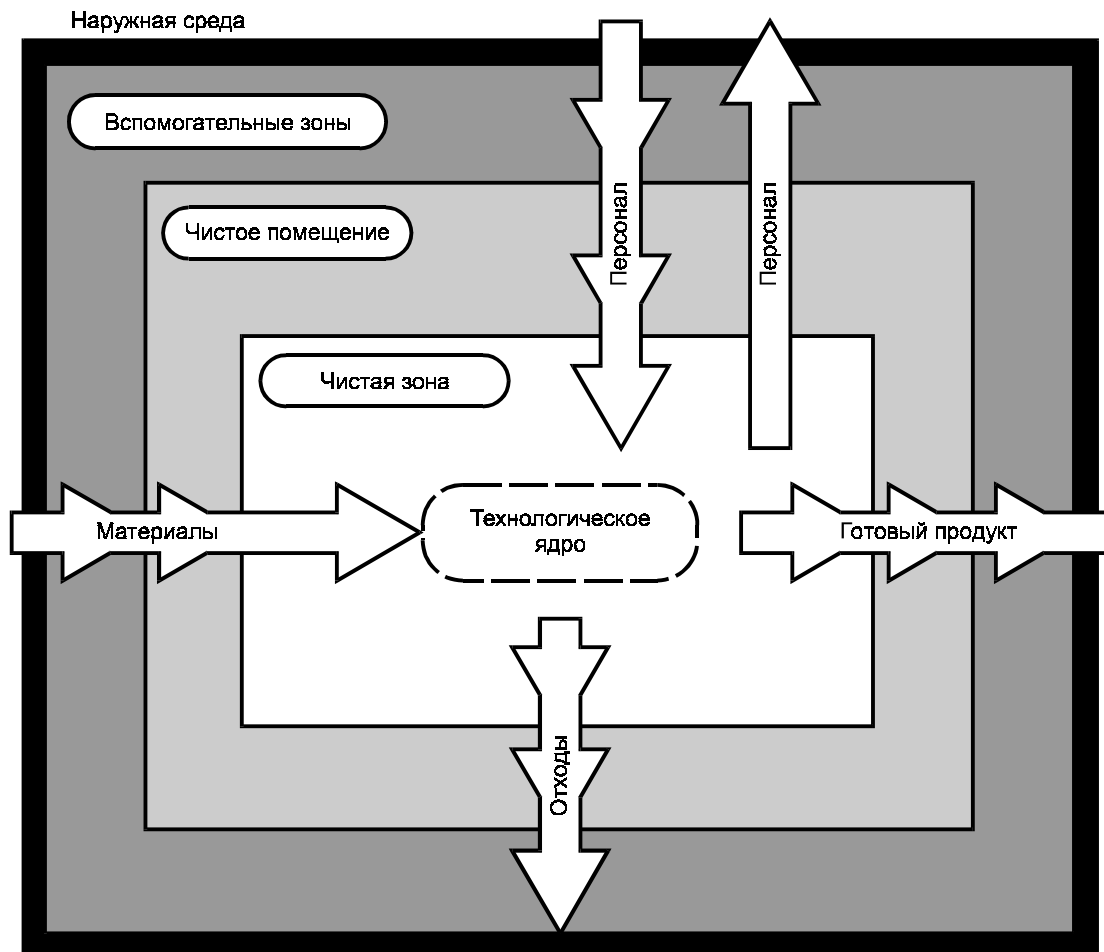 Наружная среда
Вспомогательные зоны
Персонал
Персонал
Чистое помещение
Чистая зона
Материалы
Технологическое
ядро
Готовый продукт
Отходы